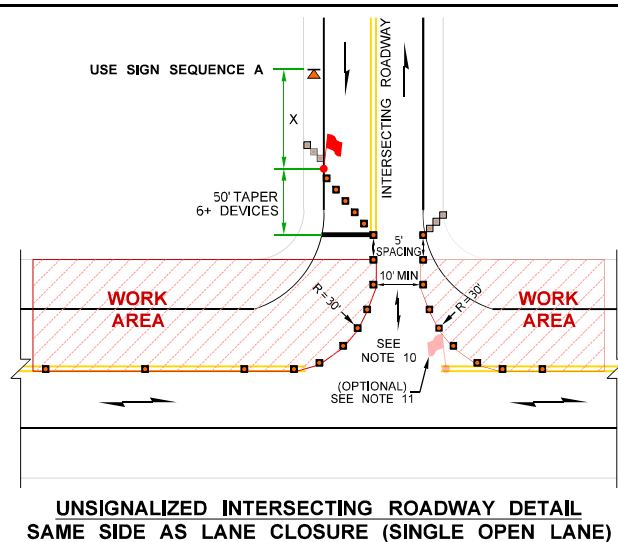 USE SIGN SEQUENCE A
INTERSECTING ROADWAY
X
50' TAPER
6+ DEVICES
5'
SPACING
10' MIN
R=30'
R=30'
WORK
AREA
WORK
AREA
SEE
NOTE 10
(OPTIONAL)
SEE NOTE 11
UNSIGNALIZED INTERSECTING ROADWAY DETAIL
SAME SIDE AS LANE CLOSURE (SINGLE OPEN LANE)